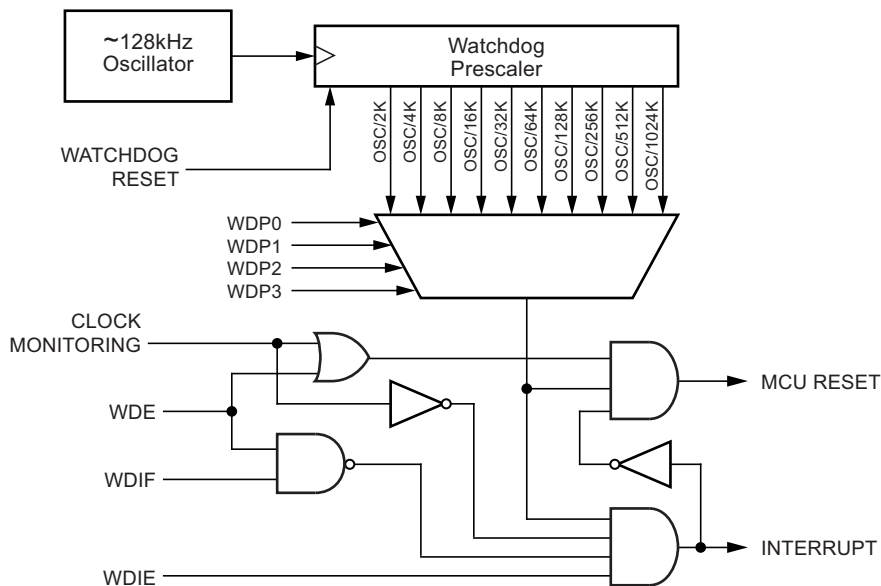 ~128kHz
Oscillator
Watchdog
Prescaler
OSC/2K
OSC/4K
OSC/8K
OSC/16K
OSC/32K
OSC/64K
OSC/128K
OSC/256K
OSC/512K
OSC/1024K
WATCHDOG
RESET
WDP0
WDP1
WDP2
WDP3
CLOCK
MONITORING
MCU RESET
WDE
WDIF
INTERRUPT
WDIE